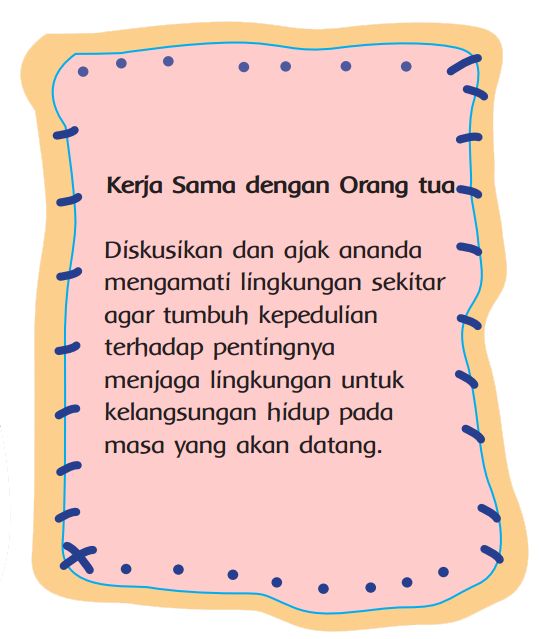 Kerja Sama dengan Orang tua
Diskusikan dan ajak ananda
mengamati lingkungan sekitar
agar tumbuh kepedulian
terhadap pentingnya
menjaga lingkungan untuk
kelangsungan hidup pada
masa yang akan datang.